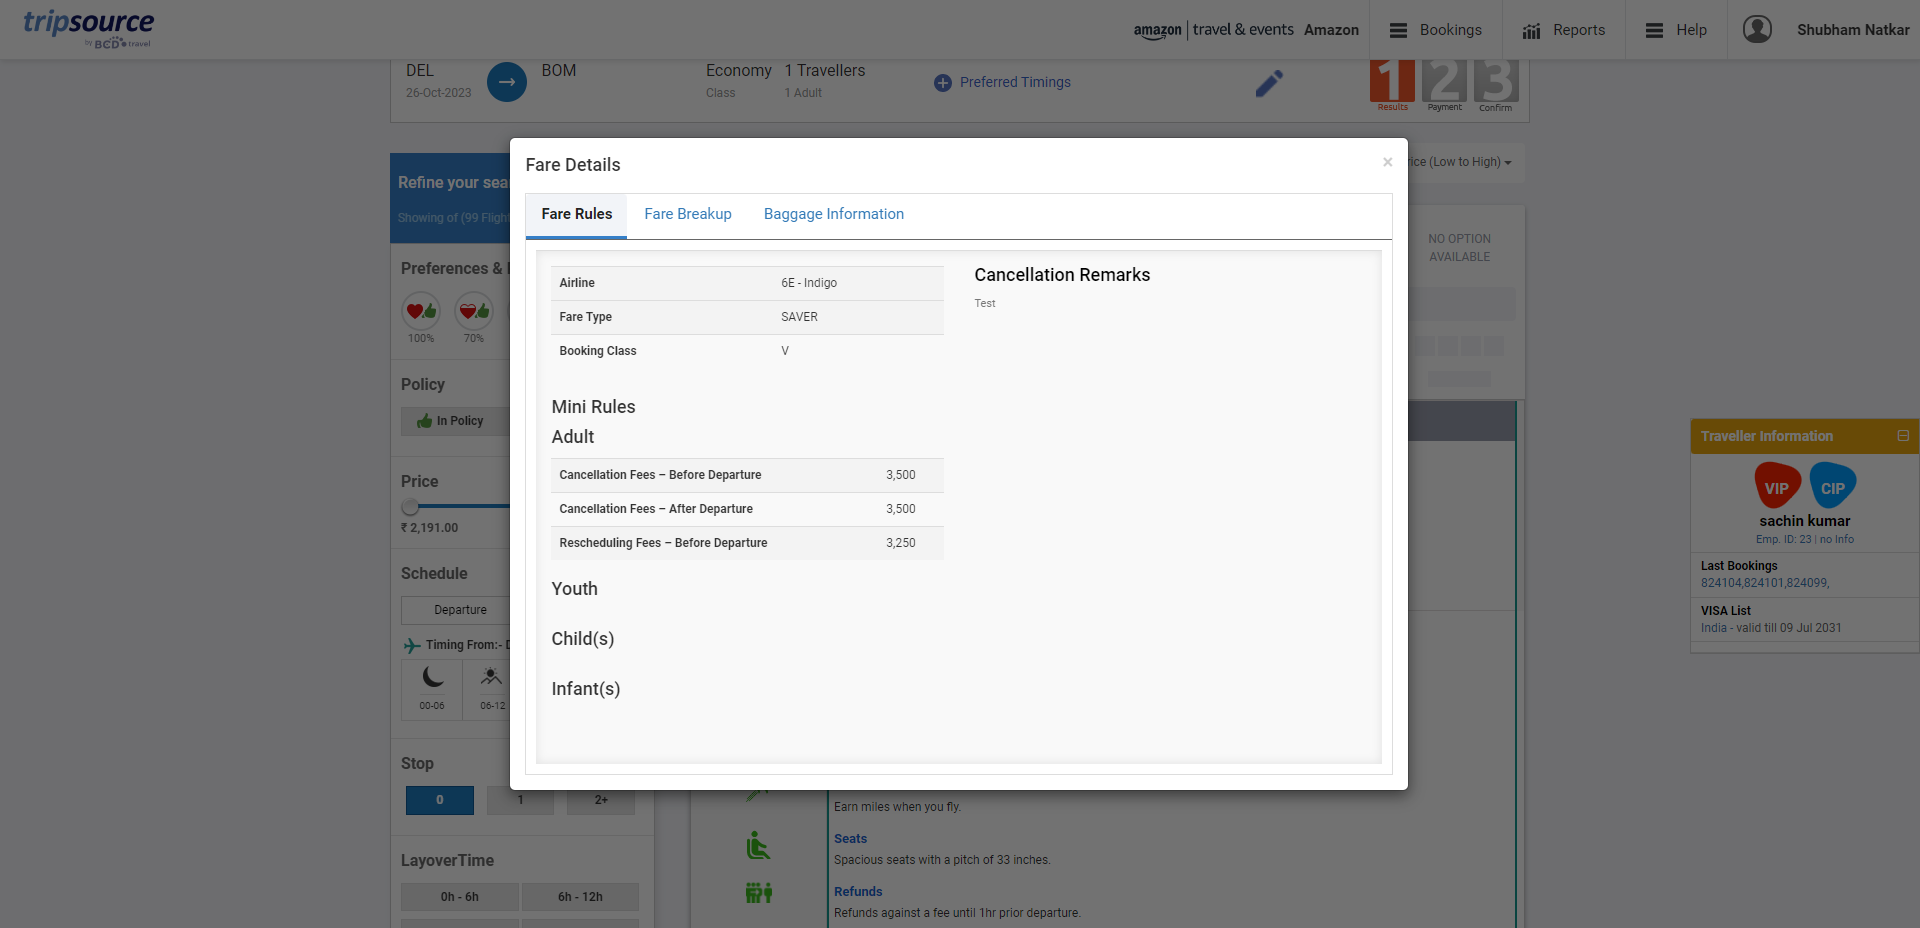 tripsource
by BCD travel
amazon | travel & events Amazon
Bookings
Reports
Help
Shubham Natkar
DEL
26-Oct-2023
BOM
Economy
Class
1 Travellers
1 Adult
Preferred Timings
1
Results
2
Payment
3
Confirm
Refine your
Showing of (99
Preferences &
100%
70%
Policy
In Policy
Price
₹ 2,191.00
Schedule
Departure
Timing From:-
00-06
06-12
Stop
0
1
2+
LayoverTime
0h - 6h
6h - 12h
Fare Details
×
Fare Rules
Fare Breakup
Baggage Information
Airline 6E - Indigo
Fare Type SAVER
Booking Class V
Mini Rules
Adult
Cancellation Fees – Before Departure 3,500
Cancellation Fees – After Departure 3,500
Rescheduling Fees – Before Departure 3,250
Youth
Child(s)
Infant(s)
Cancellation Remarks
Test
(Low to High)
NO OPTION
AVAILABLE
Earn miles when you fly.
Seats
Spacious seats with a pitch of 33 inches.
Refunds
Refunds against a fee until 1hr prior departure.
Traveller Information
VIP
CIP
sachin kumar
Emp. ID: 23 | no Info
Last Bookings
824104,824101,824099,
VISA List
India - valid till 09 Jul 2031